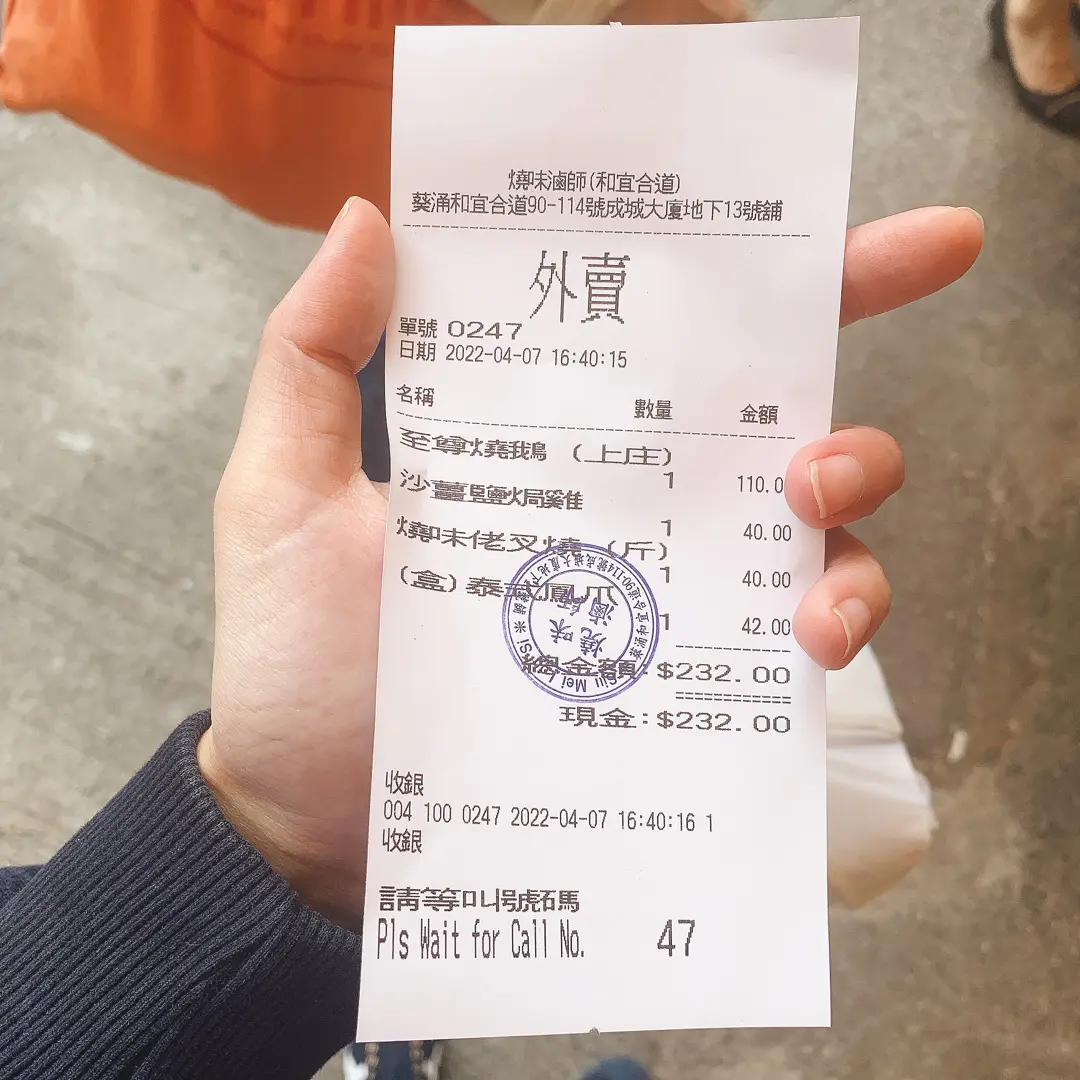 燒味滷師(和宜合道)
葵涌和宜合道90-114號成城大廈地下13號舖
外賣
單號 0247
日期 2022-04-07 16:40:15
名稱 數量 金額
至尊燒鵝 (上庄)
1 110.0
沙薑鹽焗雞
1 40.00
燒味佬叉燒 (斤)
1 40.00
(盒)泰式鳳爪
1 42.00
總金額:$232.00
現金:$232.00
收銀
004 100 0247 2022-04-07 16:40:16 1
收銀
請等叫號碼
Pls Wait for Call No. 47
燒味
滷師
Siu Mei